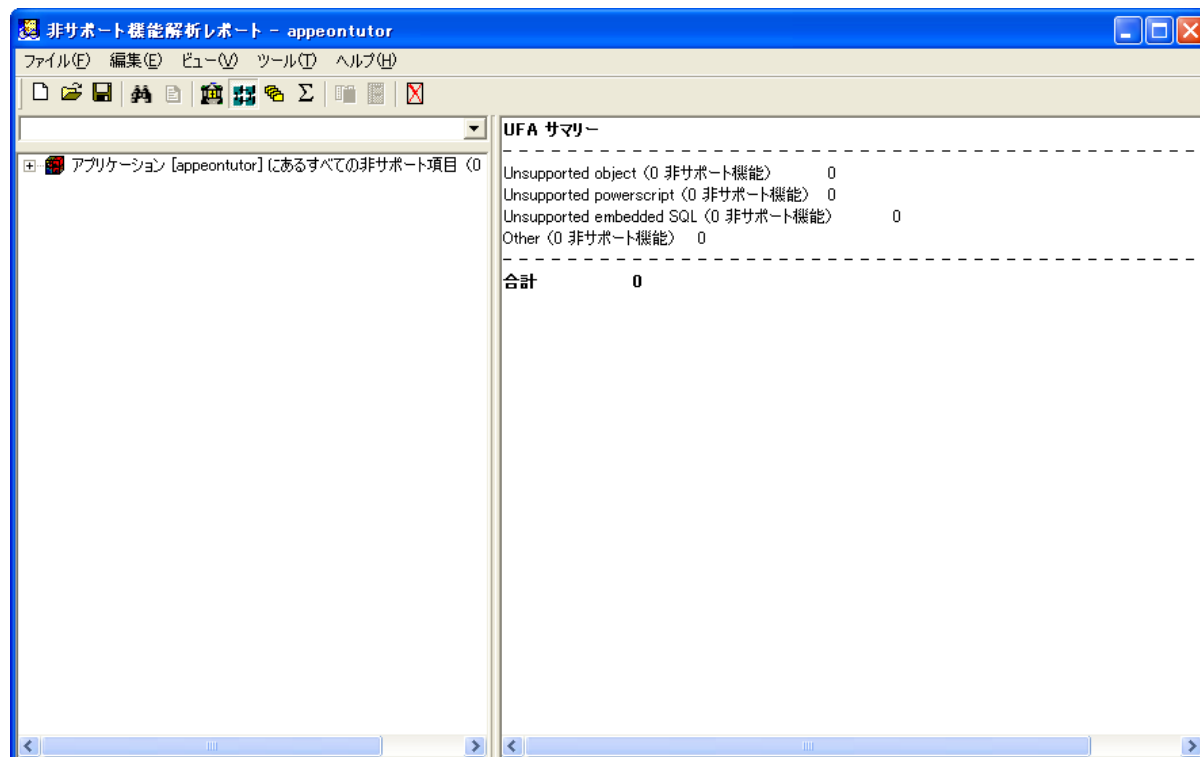 非サポート機能解析レポート - appeontutor
ファイル(F) 編集(E) ビュー(V) ツール(T) ヘルプ(H)
アプリケーション [appeontutor] にあるすべての非サポート項目 (0
UFA サマリー
Unsupported object (0 非サポート機能) 0
Unsupported powerscript (0 非サポート機能) 0
Unsupported embedded SQL (0 非サポート機能) 0
Other (0 非サポート機能) 0
合計 0